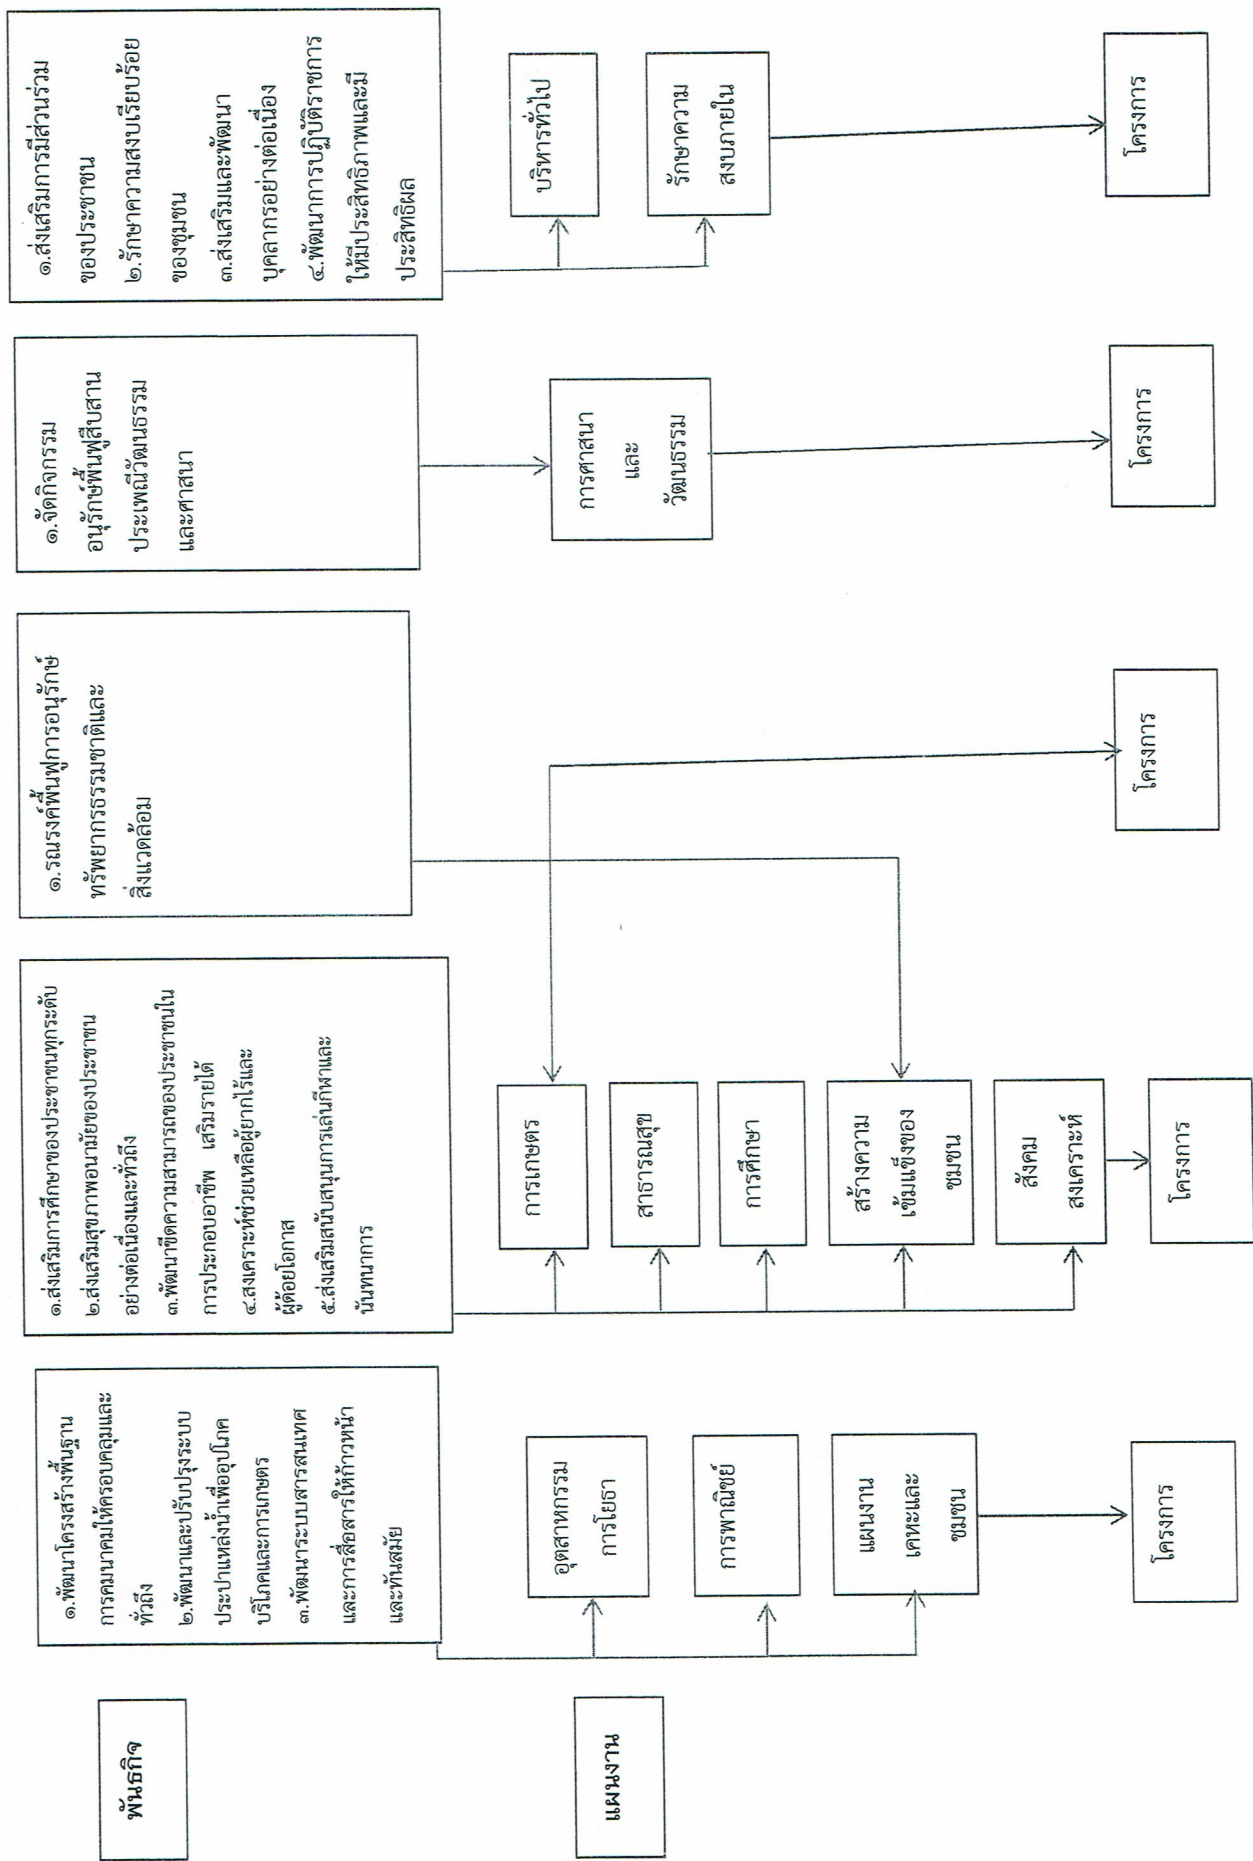 พันธกิจ
๑.พัฒนาโครงสร้างพื้นฐาน
การคมนาคมให้ครอบคลุมและ
ทั่วถึง
๒.พัฒนาและปรับปรุงระบบ
ประปาแหล่งน้ำเพื่ออุปโภค
บริโภคและการเกษตร
๓.พัฒนาระบบสารสนเทศ
และการสื่อสารให้ก้าวหน้า
และทันสมัย
๑.ส่งเสริมการศึกษาของประชาชนทุกระดับ
๒.ส่งเสริมสุขภาพอนามัยของประชาชน
อย่างต่อเนื่องและทั่วถึง
๓.พัฒนาขีดความสามารถของประชาชนใน
การประกอบอาชีพ เสริมรายได้
๔.สงเคราะห์ช่วยเหลือผู้ยากไร้และ
ผู้ด้อยโอกาส
๕.ส่งเสริมสนับสนุนการเล่นกีฬาและ
นันทนาการ
๑.รณรงค์ฟื้นฟูการอนุรักษ์
ทรัพยากรธรรมชาติและ
สิ่งแวดล้อม
๑.จัดกิจกรรม
อนุรักษ์ฟื้นฟูสืบสาน
ประเพณีวัฒนธรรม
และศาสนา
๑.ส่งเสริมการมีส่วนร่วม
ของประชาชน
๒.รักษาความสงบเรียบร้อย
ของชุมชน
๓.ส่งเสริมและพัฒนา
บุคลากรอย่างต่อเนื่อง
๔.พัฒนาการปฏิบัติราชการ
ให้มีประสิทธิภาพและมี
ประสิทธิผล
แผนงาน
อุตสาหกรรม
การโยธา
การพาณิชย์
แผนงาน
เคหะและ
ชุมชน
การเกษตร
สาธารณสุข
การศึกษา
สร้างความ
เข้มแข็งของ
ชุมชน
สังคม
สงเคราะห์
การศาสนา
และ
วัฒนธรรม
บริหารทั่วไป
รักษาความ
สงบภายใน
โครงการ
โครงการ
โครงการ
โครงการ
โครงการ